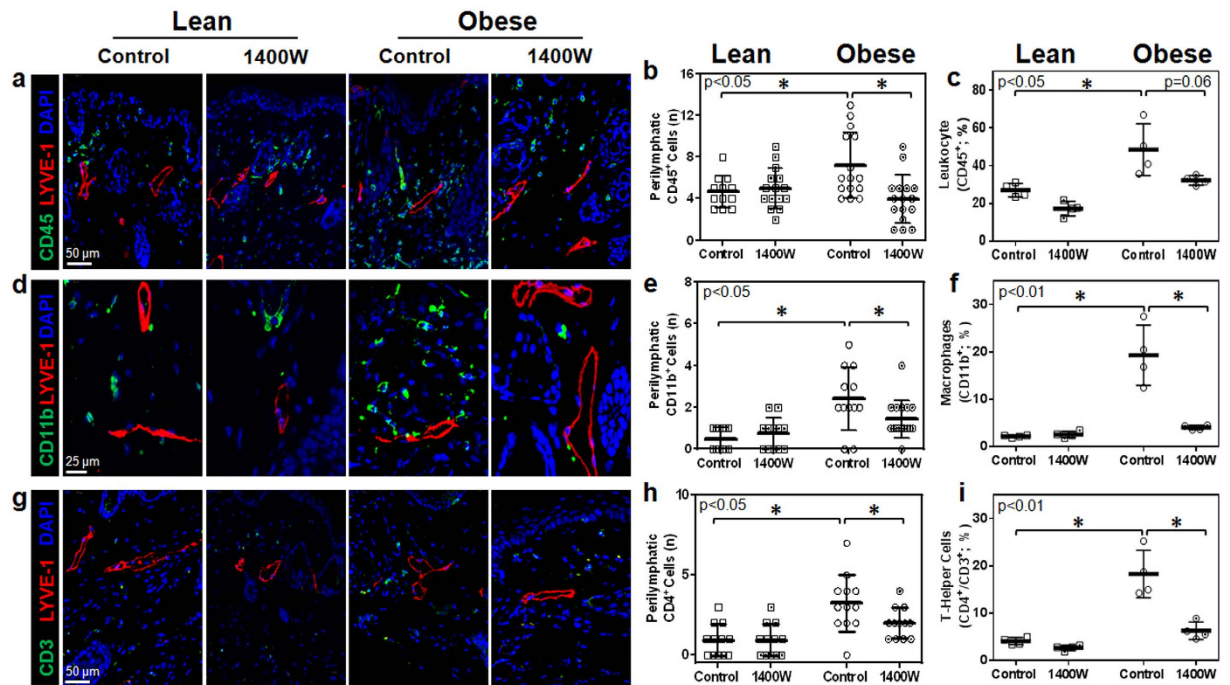 Lean Obese
Control 1400W Control 1400W
a
CD45 LYVE-1 DAPI
50 µm
b
Lean Obese
p<0.05
* *
Perilymphatic
CD45⁺ Cells (n)
16
12
8
4
0
Control 1400W Control 1400W
c
Lean Obese
p<0.05
* p=0.06
Leukocyte
(CD45⁺; %)
80
60
40
20
0
Control 1400W Control 1400W
d
CD11b LYVE-1 DAPI
25 µm
e
p<0.05
* *
Perilymphatic
CD11b⁺ Cells (n)
8
6
4
2
0
Control 1400W Control 1400W
f
p<0.01
* *
Macrophages
(CD11b⁺; %)
30
20
10
0
Control 1400W Control 1400W
g
CD3 LYVE-1 DAPI
50 µm
h
p<0.05
* *
Perilymphatic
CD4⁺ Cells (n)
10
5
0
Control 1400W Control 1400W
i
p<0.01
* *
T-Helper Cells
(CD4⁺/CD3⁺; %)
30
20
10
0
Control 1400W Control 1400W